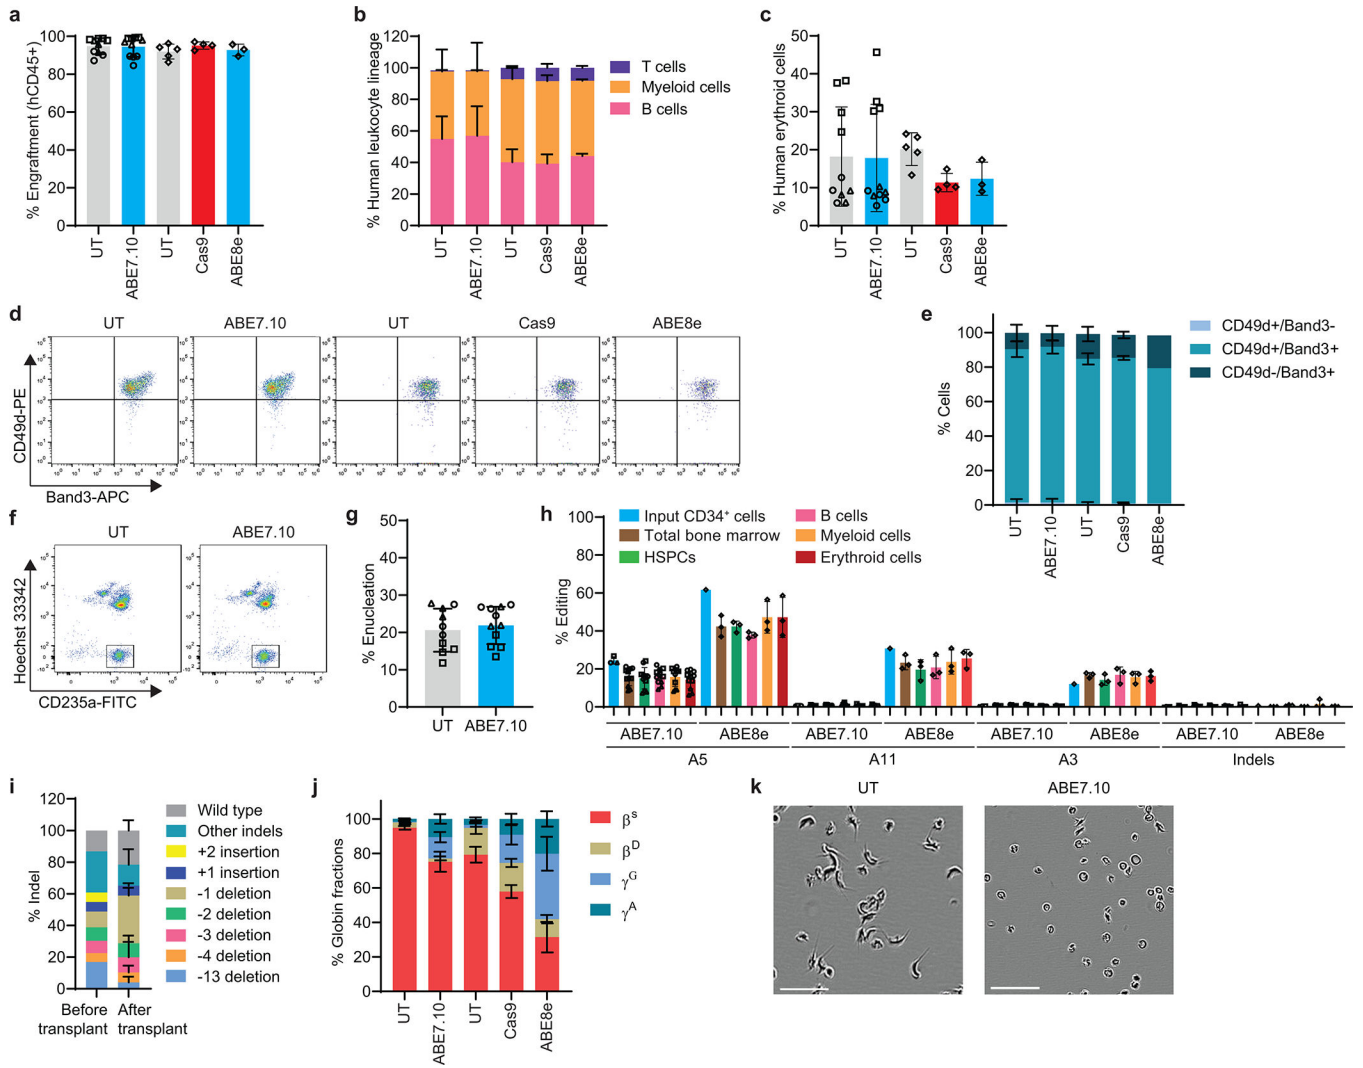 a
% Engraftment (hCD45+)
100
80
60
40
20
0
UT
ABE7.10
UT
Cas9
ABE8e
b
% Human leukocyte lineage
120
100
80
60
40
20
0
UT
ABE7.10
UT
Cas9
ABE8e
T cells
Myeloid cells
B cells
c
% Human erythroid cells
50
40
30
20
10
0
UT
ABE7.10
UT
Cas9
ABE8e
d
UT
ABE7.10
UT
Cas9
ABE8e
CD49d-PE
Band3-APC
e
% Cells
100
80
60
40
20
0
UT
ABE7.10
UT
Cas9
ABE8e
CD49d+/Band3-
CD49d+/Band3+
CD49d-/Band3+
f
UT
ABE7.10
Hoechst 33342
CD235a-FITC
g
% Enucleation
50
40
30
20
10
0
UT
ABE7.10
h
% Editing
100
80
60
40
20
0
Input CD34⁺ cells
Total bone marrow
HSPCs
B cells
Myeloid cells
Erythroid cells
ABE7.10 ABE8e ABE7.10 ABE8e ABE7.10 ABE8e ABE7.10 ABE8e
A5 A11 A3 Indels
i
% Indel
120
100
80
60
40
20
0
Before transplant
After transplant
Wild type
Other indels
+2 insertion
+1 insertion
-1 deletion
-2 deletion
-3 deletion
-4 deletion
-13 deletion
j
% Globin fractions
100
80
60
40
20
0
UT
ABE7.10
UT
Cas9
ABE8e
βˢ
βᴰ
γᴳ
γᴬ
k
UT
ABE7.10